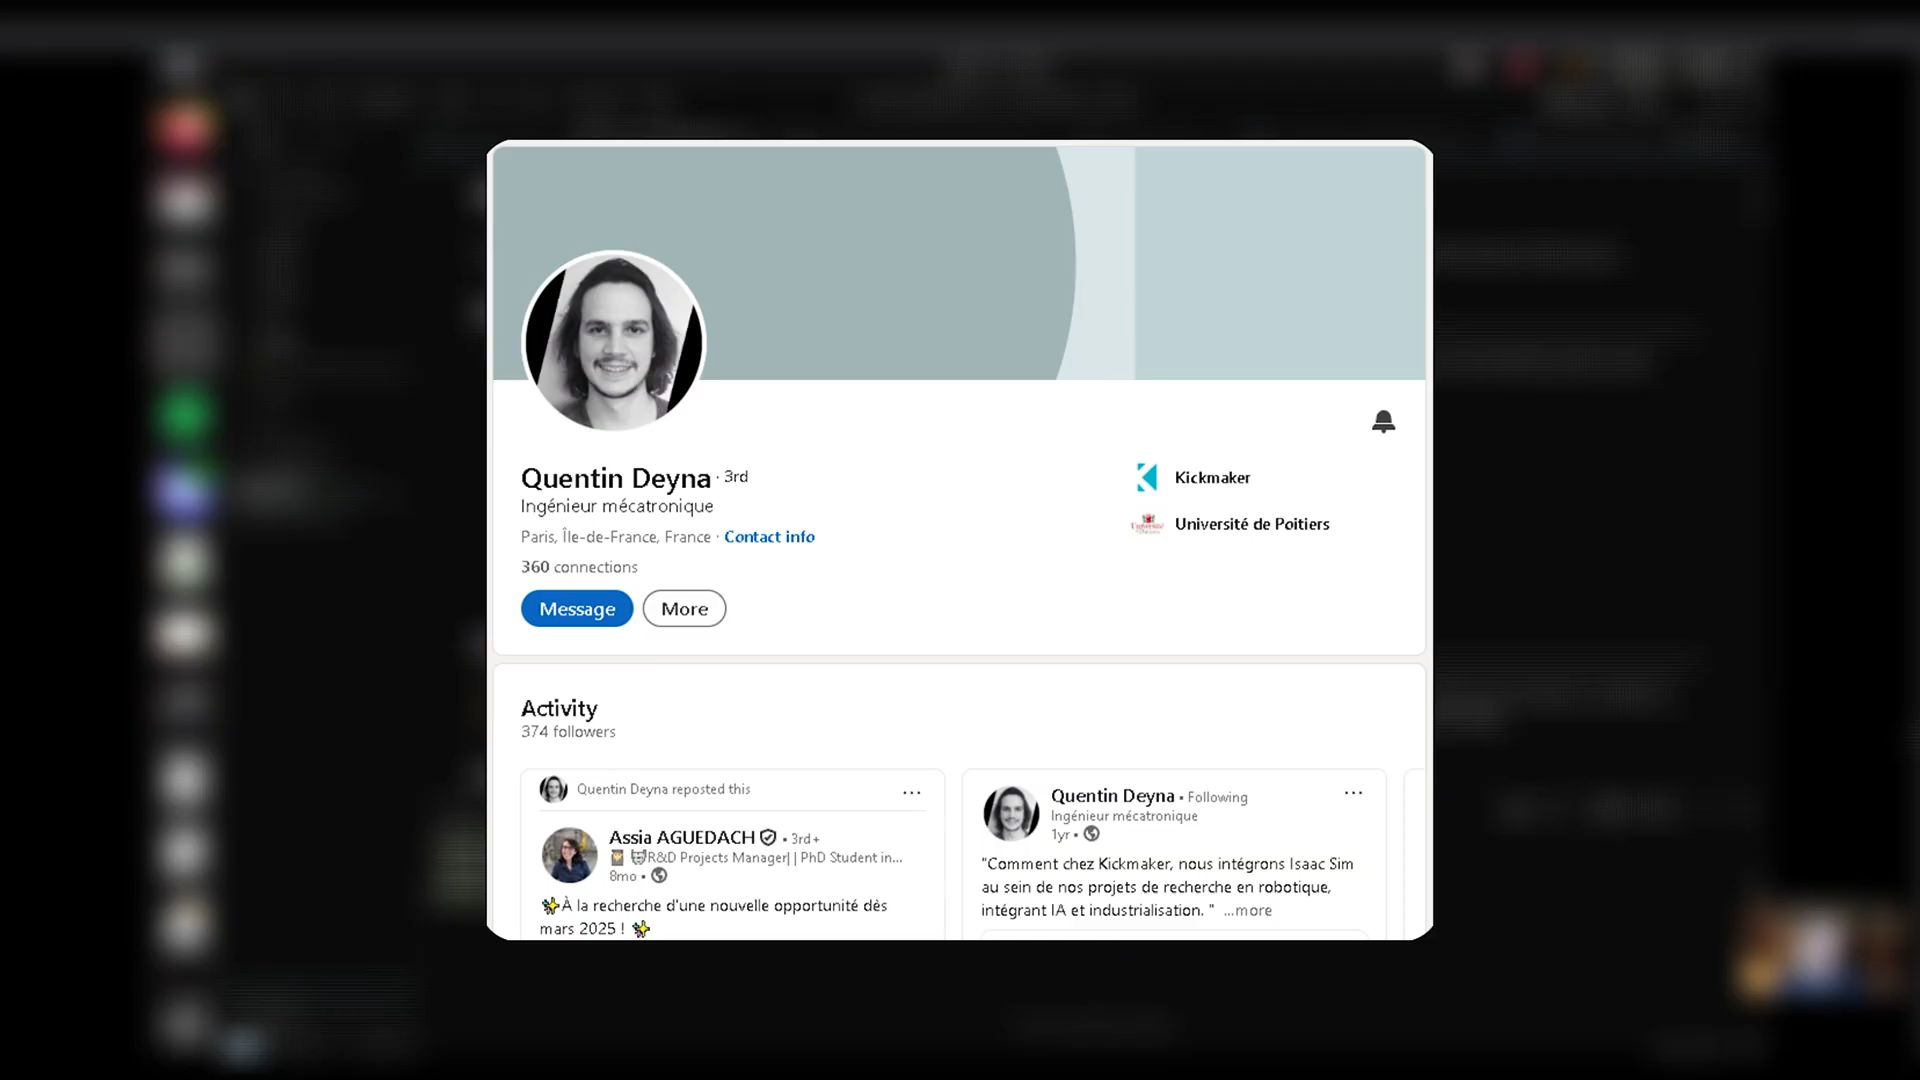 Quentin Deyna · 3rd
Ingénieur mécatronique
Paris, Île-de-France, France · Contact info
360 connections
Message
More
Kickmaker
Université de Poitiers
Activity
374 followers
Quentin Deyna reposted this
Assia AGUEDACH • 3rd+
R&D Projects Manager| | PhD Student in...
8mo •
✨À la recherche d'une nouvelle opportunité dès
mars 2025 ! ✨
Quentin Deyna • Following
Ingénieur mécatronique
1yr •
"Comment chez Kickmaker, nous intégrons Isaac Sim
au sein de nos projets de recherche en robotique,
intégrant IA et industrialisation. " ...more